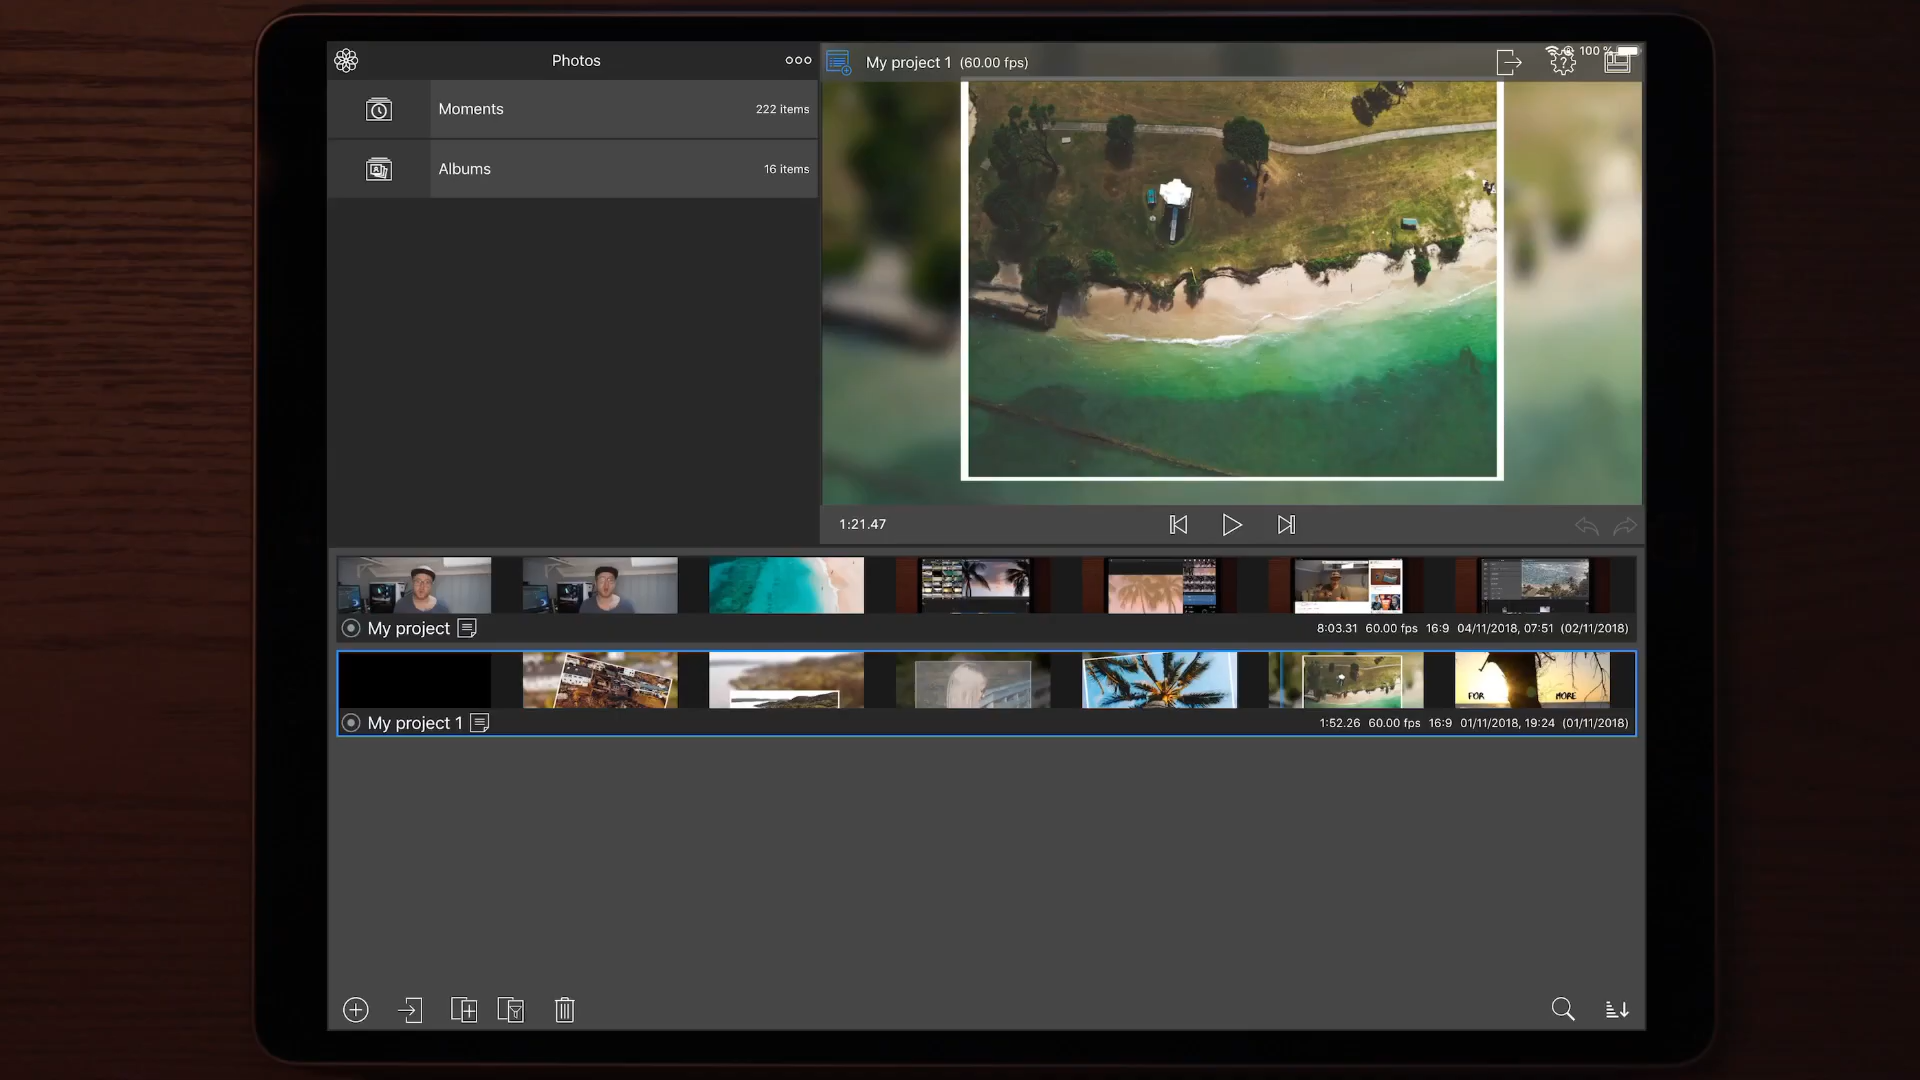 Photos
Moments 222 items
Albums 16 items
My project 1 (60.00 fps)
100 %
1:21.47
My project
8:03.31 60.00 fps 16:9 04/11/2018, 07:51 (02/11/2018)
FOR MORE
My project 1
1:52.26 60.00 fps 16:9 01/11/2018, 19:24 (01/11/2018)